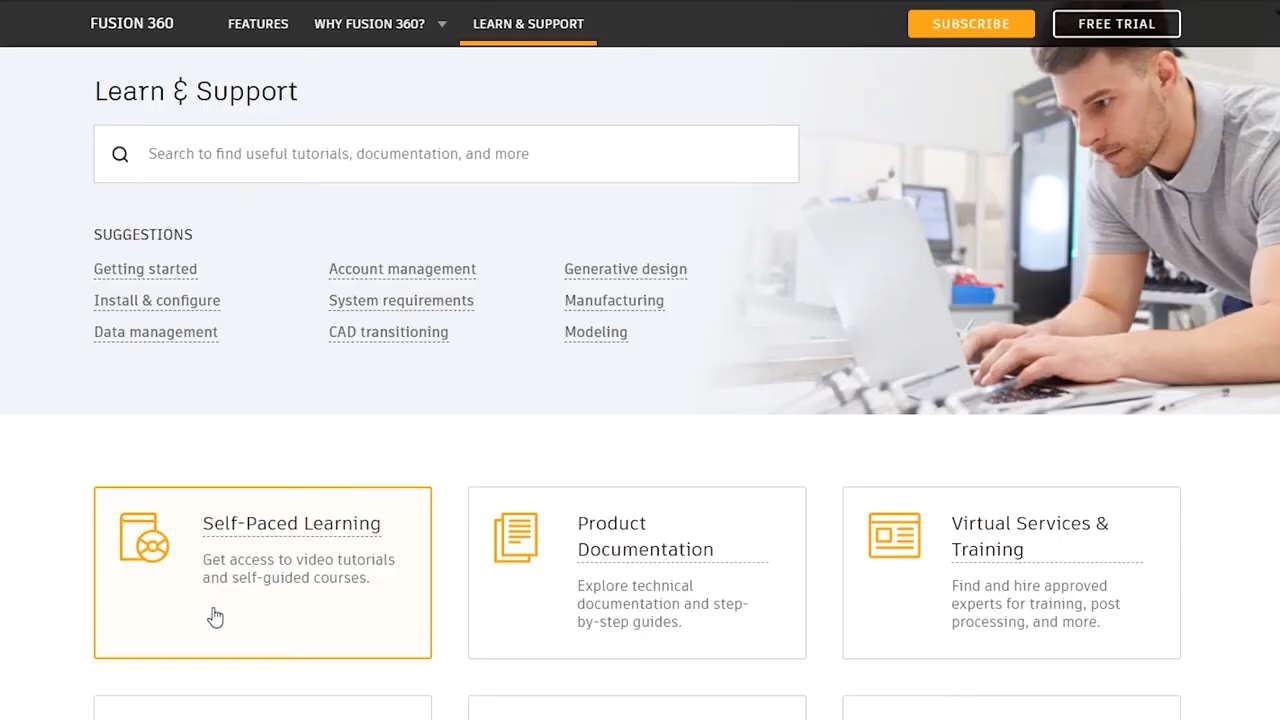 FUSION 360 FEATURES WHY FUSION 360? LEARN & SUPPORT SUBSCRIBE FREE TRIAL
Learn & Support
Search to find useful tutorials, documentation, and more
SUGGESTIONS
Getting started Account management Generative design
Install & configure System requirements Manufacturing
Data management CAD transitioning Modeling
Self-Paced Learning
Get access to video tutorials
and self-guided courses.
Product
Documentation
Explore technical
documentation and step-
by-step guides.
Virtual Services &
Training
Find and hire approved
experts for training, post
processing, and more.